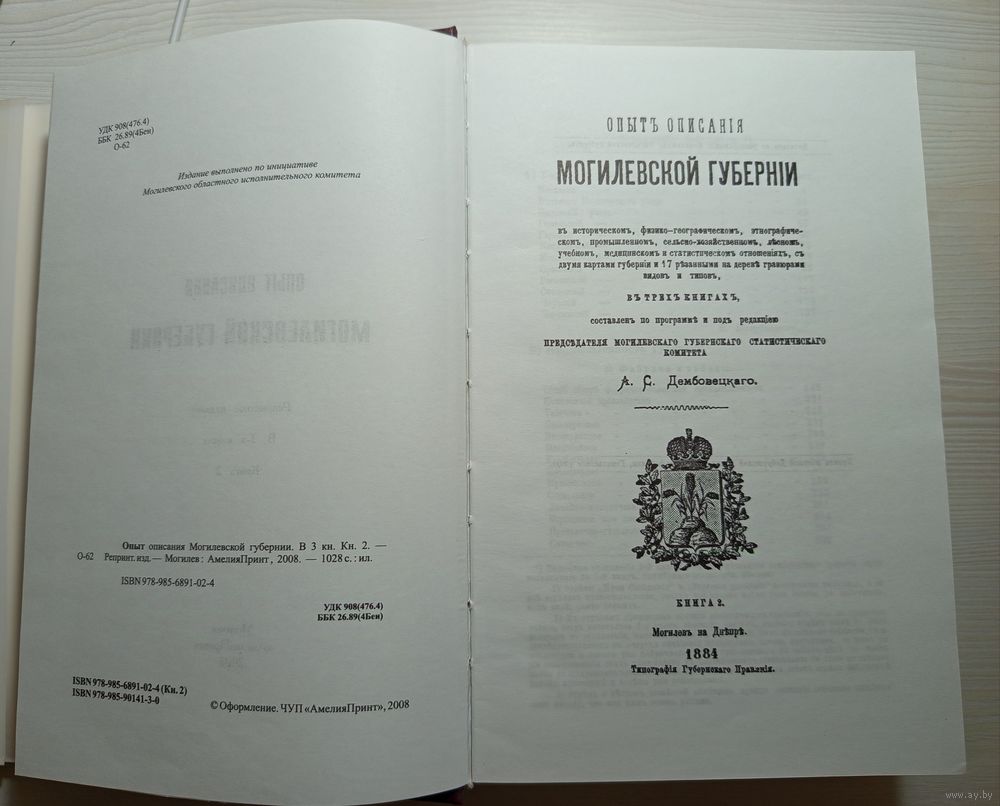 УДК 908(476.4)
ББК 26.89(4Беи)
О-62
Издание выполнено по инициативе
Могилевского областного исполнительного комитета
Опыт описания Могилевской губернии. В 3 кн. Кн. 2. —
О-62 Репринт. изд. — Могилев : АмелияПринт, 2008. — 1028 с. : ил.
ISBN 978-985-6891-02-4
УДК 908(476.4)
ББК 26.89(4Беи)
ISBN 978-985-6891-02-4 (Кн. 2)
ISBN 978-985-90141-3-0
© Оформление. ЧУП «АмелияПринт», 2008
ОПЫТЪ ОПИСАНІЯ
МОГИЛЕВСКОЙ ГУБЕРНІИ
въ историческомъ, физико-географическомъ, этнографиче-
скомъ, промышленномъ, сельско-хозяйственномъ, лѣсномъ,
учебномъ, медицинскомъ и статистическомъ отношеніяхъ, съ
двумя картами губерніи и 17 рѣзанными на деревѣ гравюрами
видовъ и типовъ,
ВЪ ТРЕХЪ КНИГАХЪ,
составленъ по программѣ и подъ редакціею
ПРЕДСѢДАТЕЛЯ МОГИЛЕВСКАГО ГУБЕРНСКАГО СТАТИСТИЧЕСКАГО
КОМИТЕТА
А. С. Дембовецкаго.
КНИГА 2.
Могилевъ на Днѣпрѣ.
1884
Типографія Губернскаго Правленія.
www.ay.by